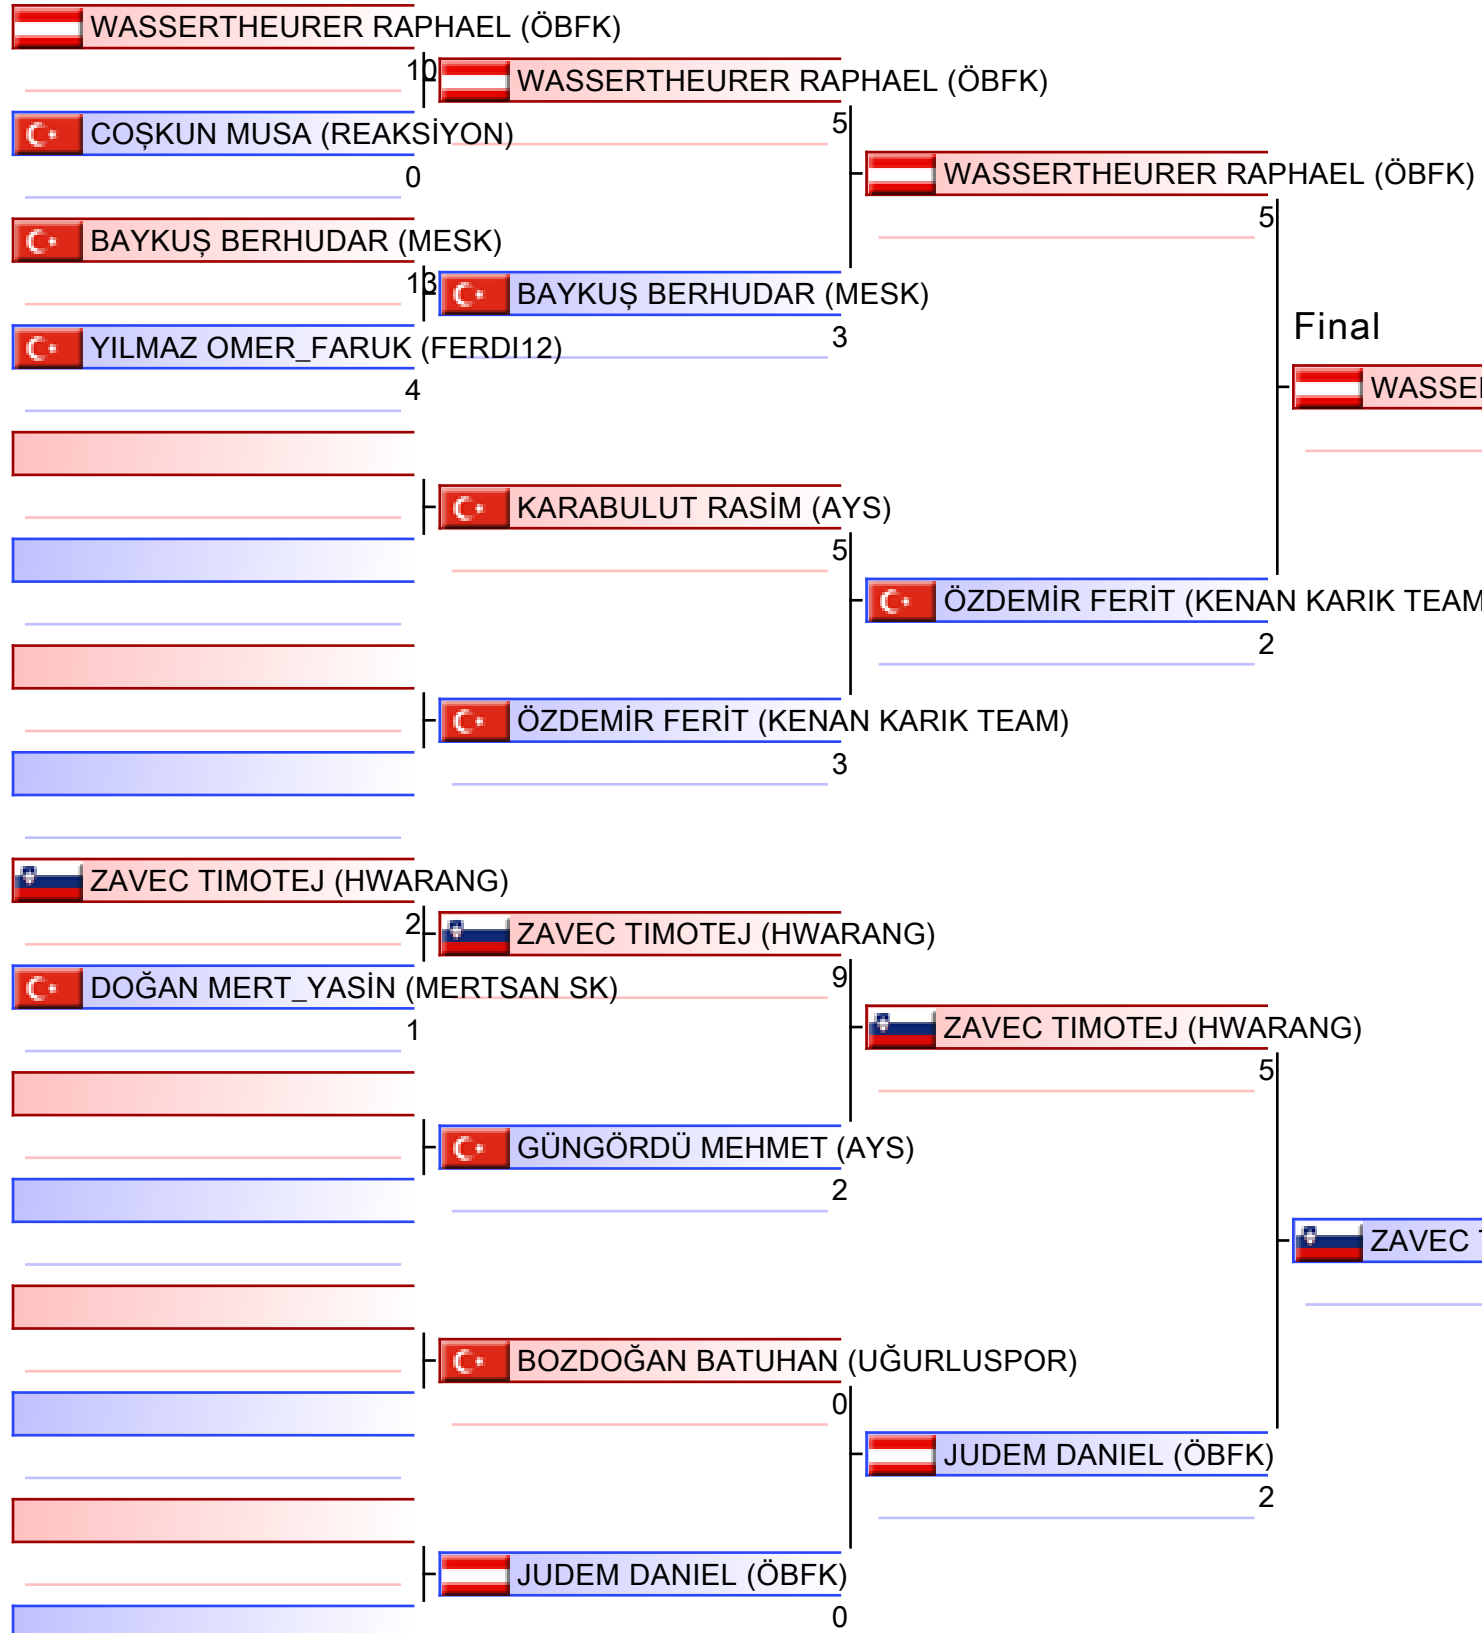 WASSERTHEURER RAPHAEL (ÖBFK)
10
WASSERTHEURER RAPHAEL (ÖBFK)
5
COŞKUN MUSA (REAKSİYON)
0
WASSERTHEURER RAPHAEL (ÖBFK)
5
BAYKUŞ BERHUDAR (MESK)
13
BAYKUŞ BERHUDAR (MESK)
3
YILMAZ OMER_FARUK (FERDI12)
4
Final
WASSE
KARABULUT RASİM (AYS)
5
ÖZDEMİR FERİT (KENAN KARIK TEAM
2
ÖZDEMİR FERİT (KENAN KARIK TEAM)
3
ZAVEC TIMOTEJ (HWARANG)
2
ZAVEC TIMOTEJ (HWARANG)
9
DOĞAN MERT_YASİN (MERTSAN SK)
1
ZAVEC TIMOTEJ (HWARANG)
5
GÜNGÖRDÜ MEHMET (AYS)
2
ZAVEC
BOZDOĞAN BATUHAN (UĞURLUSPOR)
0
JUDEM DANIEL (ÖBFK)
2
JUDEM DANIEL (ÖBFK)
0